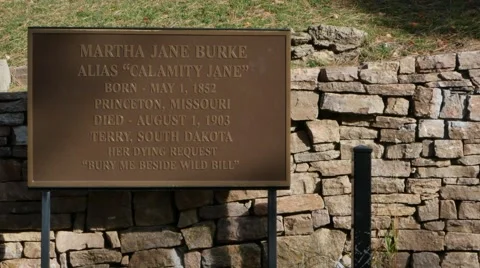 MARTHA JANE BURKE
ALIAS "CALAMITY JANE"
BORN - MAY 1, 1852
PRINCETON, MISSOURI
DIED - AUGUST 1, 1903
TERRY, SOUTH DAKOTA
HER DYING REQUEST
"BURY ME BESIDE WILD BILL"